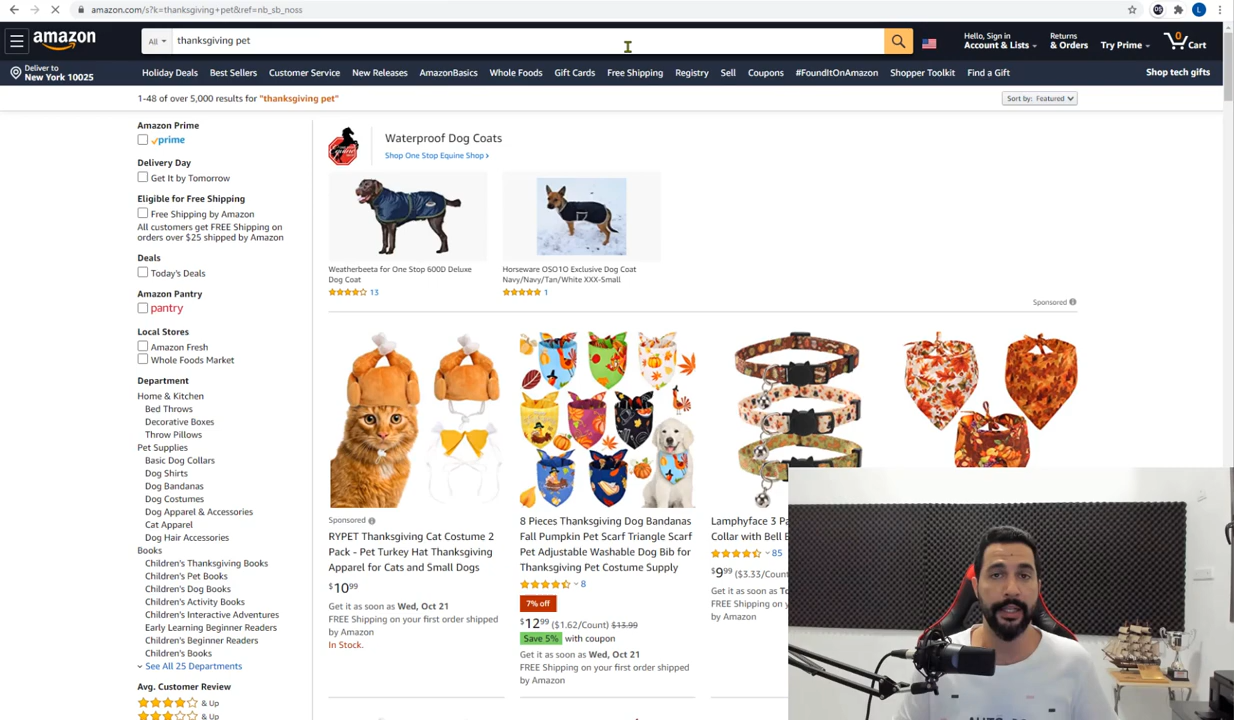 amazon.com/s?k=thanksgiving+pet&ref=nb_sb_noss
amazon
All
thanksgiving pet
Hello, Sign in
Account & Lists
Returns
& Orders
Try Prime
0
Cart
Deliver to
New York 10025
Holiday Deals
Best Sellers
Customer Service
New Releases
AmazonBasics
Whole Foods
Gift Cards
Free Shipping
Registry
Sell
Coupons
#FoundItOnAmazon
Shopper Toolkit
Find a Gift
Shop tech gifts
1-48 of over 5,000 results for "thanksgiving pet"
Sort by: Featured
Amazon Prime
prime
Delivery Day
Get It by Tomorrow
Eligible for Free Shipping
Free Shipping by Amazon
All customers get FREE Shipping on
orders over $25 shipped by Amazon
Deals
Today's Deals
Amazon Pantry
pantry
Local Stores
Amazon Fresh
Whole Foods Market
Department
Home & Kitchen
Bed Throws
Decorative Boxes
Throw Pillows
Pet Supplies
Basic Dog Collars
Dog Shirts
Dog Bandanas
Dog Costumes
Dog Apparel & Accessories
Cat Apparel
Dog Hair Accessories
Books
Children's Thanksgiving Books
Children's Pet Books
Children's Dog Books
Children's Activity Books
Children's Interactive Adventures
Early Learning Beginner Readers
Children's Beginner Readers
Children's Books
See All 25 Departments
Avg. Customer Review
& Up
& Up
Waterproof Dog Coats
Shop One Stop Equine Shop ›
Weatherbeeta for One Stop 600D Deluxe
Dog Coat
13
Horseware OSO1O Exclusive Dog Coat
Navy/Navy/Tan/White XXX-Small
1
Sponsored
Sponsored
RYPET Thanksgiving Cat Costume 2
Pack - Pet Turkey Hat Thanksgiving
Apparel for Cats and Small Dogs
$1099
Get it as soon as Wed, Oct 21
FREE Shipping on your first order shipped
by Amazon
In Stock.
8 Pieces Thanksgiving Dog Bandanas
Fall Pumpkin Pet Scarf Triangle Scarf
Pet Adjustable Washable Dog Bib for
Thanksgiving Pet Costume Supply
8
7% off
$1299 ($1.62/Count) $13.99
Save 5% with coupon
Get it as soon as Wed, Oct 21
FREE Shipping on your first order shipped
by Amazon
Lamphyface 3 Pa
Collar with Bell B
85
$999 ($3.33/Count
Get it as soon as To
FREE Shipping on y
by Amazon